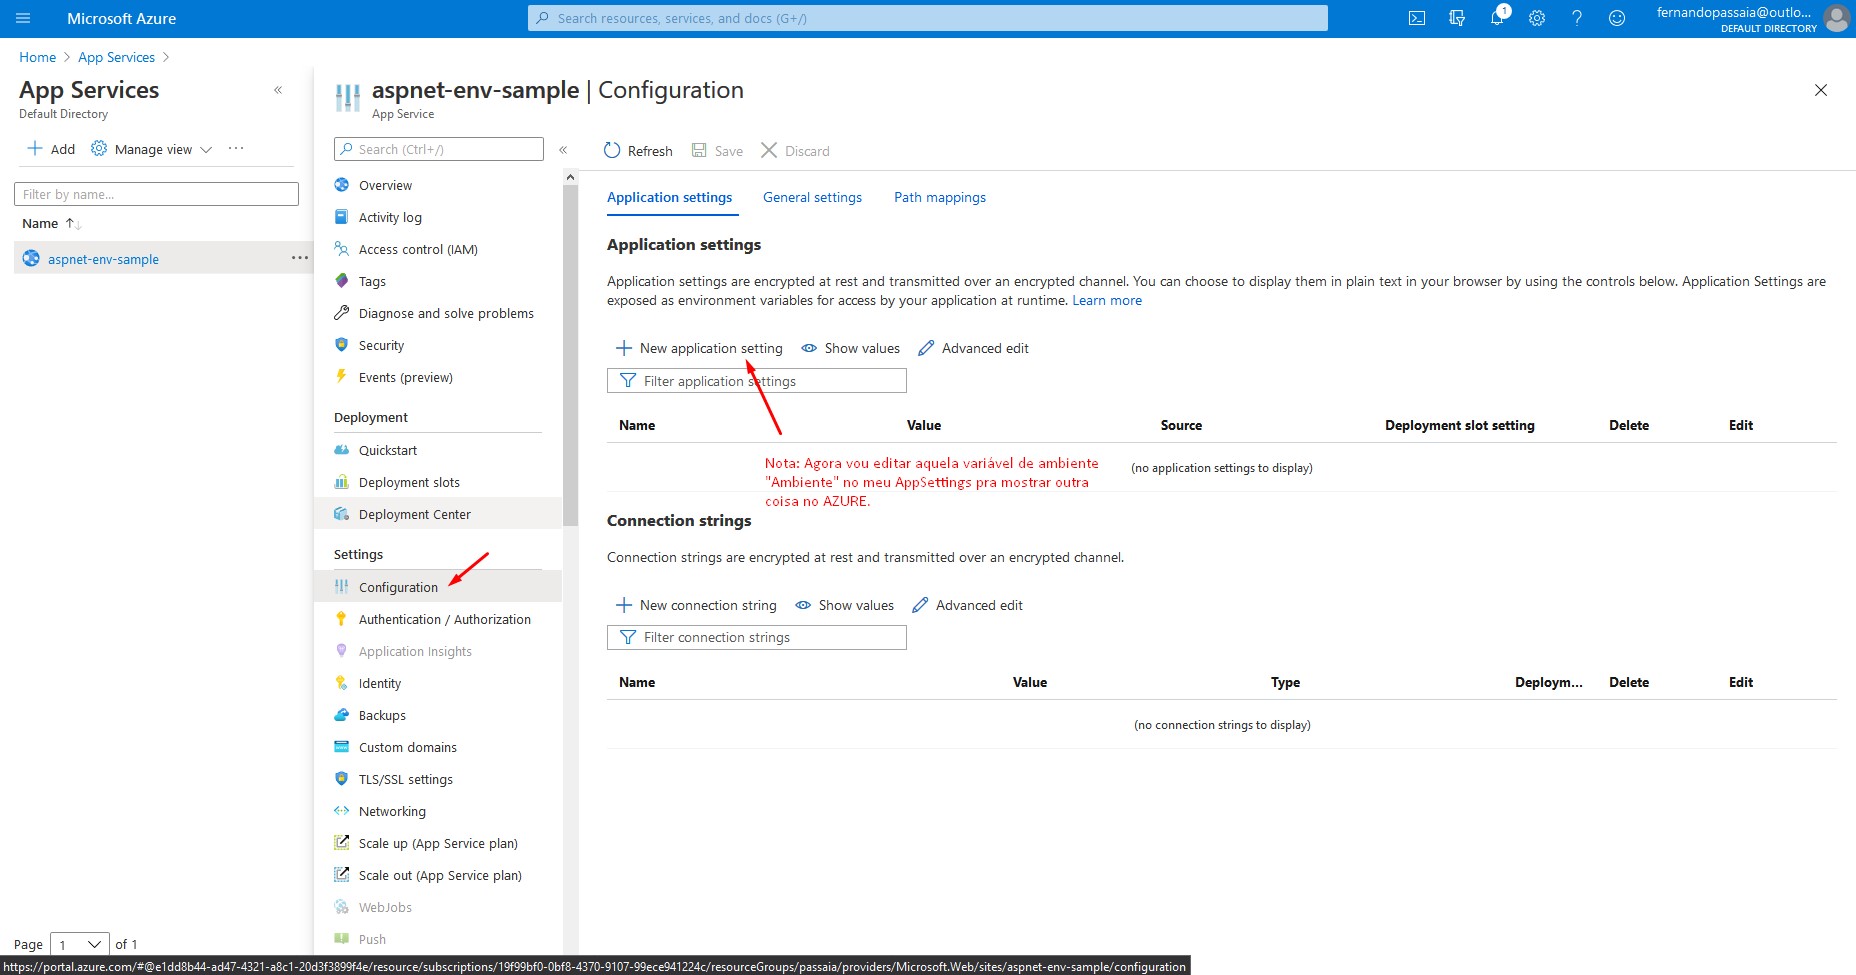 Microsoft Azure
Search resources, services, and docs (G+/)
1
fernandopassaia@outlo...
DEFAULT DIRECTORY
Home > App Services >
App Services
Default Directory
+ Add
Manage view
...
Filter by name...
Name
aspnet-env-sample
...
Page 1 of 1
aspnet-env-sample | Configuration
App Service
Search (Ctrl+/)
Overview
Activity log
Access control (IAM)
Tags
Diagnose and solve problems
Security
Events (preview)
Deployment
Quickstart
Deployment slots
Deployment Center
Settings
Configuration
Authentication / Authorization
Application Insights
Identity
Backups
Custom domains
TLS/SSL settings
Networking
Scale up (App Service plan)
Scale out (App Service plan)
WebJobs
Push
Refresh Save Discard
Application settings General settings Path mappings
Application settings
Application settings are encrypted at rest and transmitted over an encrypted channel. You can choose to display them in plain text in your browser by using the controls below. Application Settings are
exposed as environment variables for access by your application at runtime. Learn more
+ New application setting Show values Advanced edit
Filter application settings
Name Value Source Deployment slot setting Delete Edit
(no application settings to display)
Nota: Agora vou editar aquela variável de ambiente
"Ambiente" no meu AppSettings pra mostrar outra
coisa no AZURE.
Connection strings
Connection strings are encrypted at rest and transmitted over an encrypted channel.
+ New connection string Show values Advanced edit
Filter connection strings
Name Value Type Deploym... Delete Edit
(no connection strings to display)
https://portal.azure.com/#@e1dd8b44-ad47-4321-a8c1-20d3f3899f4e/resource/subscriptions/19f99bf0-0bf8-4370-9107-99ece941224c/resourceGroups/passaia/providers/Microsoft.Web/sites/aspnet-env-sample/configuration